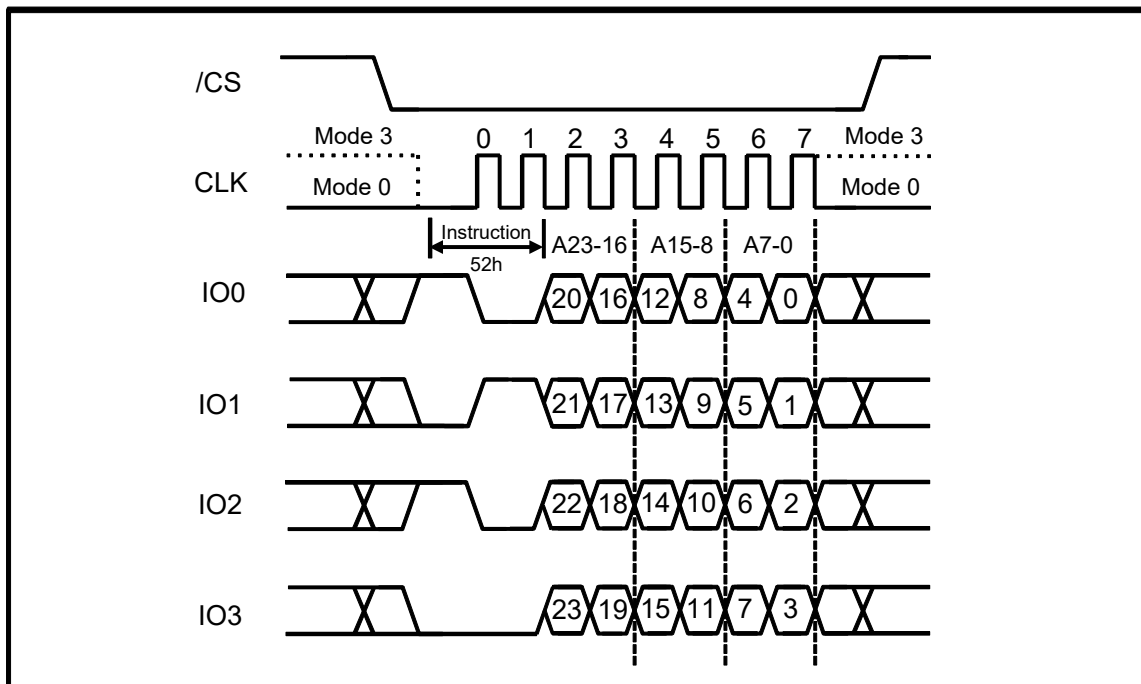 /CS
Mode 3 0 1 2 3 4 5 6 7 Mode 3
CLK Mode 0 Mode 0
Instruction A23-16 A15-8 A7-0
52h
IO0 20 16 12 8 4 0
IO1 21 17 13 9 5 1
IO2 22 18 14 10 6 2
IO3 23 19 15 11 7 3